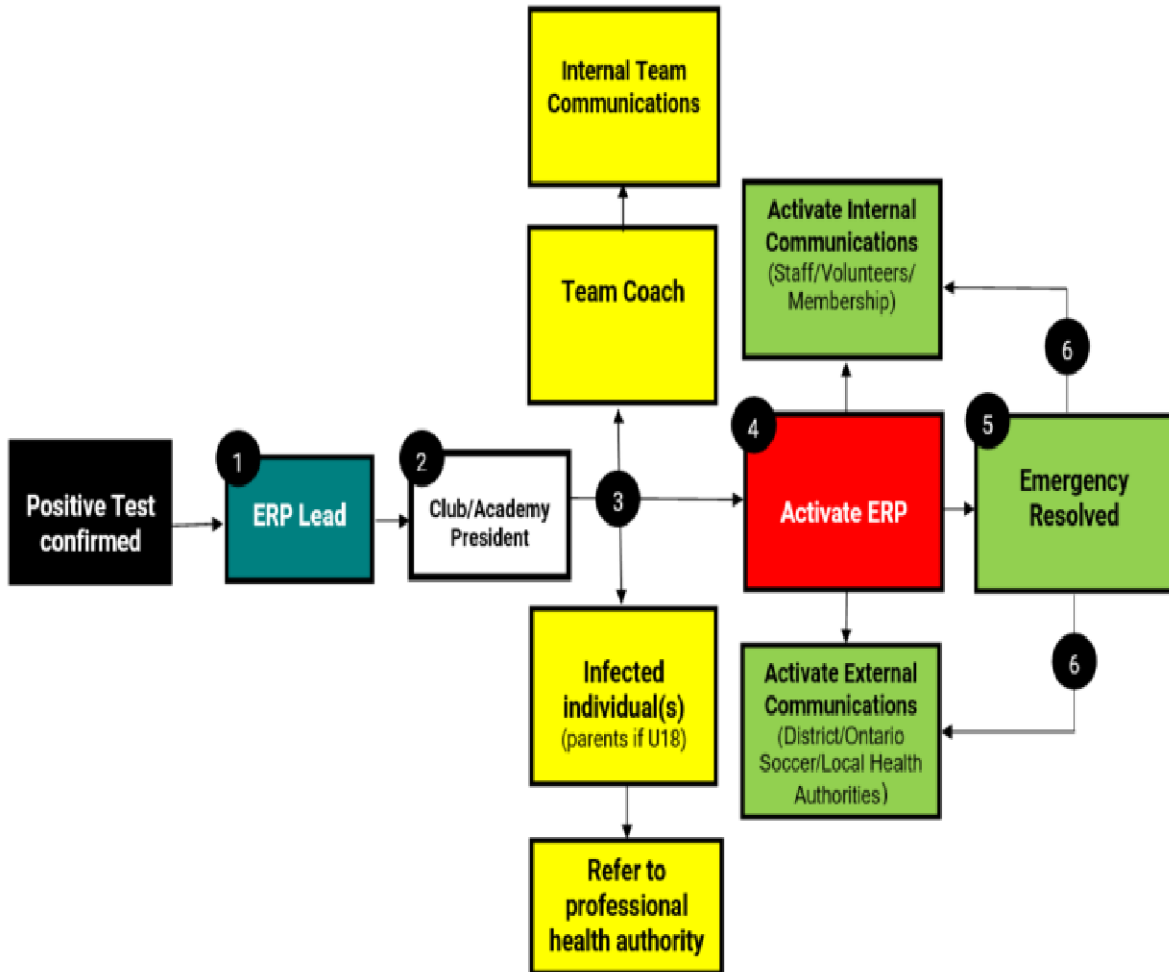 Internal Team
Communications
Team Coach
Activate Internal
Communications
(Staff/Volunteers/
Membership)
6
Positive Test
confirmed
1
ERP Lead
2
Club/Academy
President
3
4
Activate ERP
5
Emergency
Resolved
6
Infected
individual(s)
(parents if U18)
Activate External
Communications
(District/Ontario
Soccer/Local Health
Authorities)
Refer to
professional
health authority